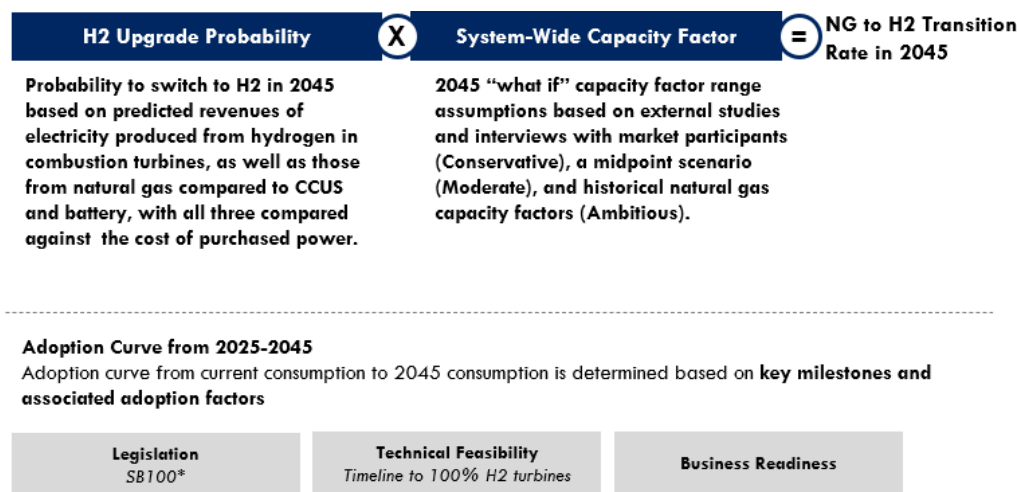 H2 Upgrade Probability
X
System-Wide Capacity Factor
=
NG to H2 Transition
Rate in 2045
Probability to switch to H2 in 2045
based on predicted revenues of
electricity produced from hydrogen in
combustion turbines, as well as those
from natural gas compared to CCUS
and battery, with all three compared
against the cost of purchased power.
2045 “what if” capacity factor range
assumptions based on external studies
and interviews with market participants
(Conservative), a midpoint scenario
(Moderate), and historical natural gas
capacity factors (Ambitious).
Adoption Curve from 2025-2045
Adoption curve from current consumption to 2045 consumption is determined based on key milestones and
associated adoption factors
Legislation
SB100*
Technical Feasibility
Timeline to 100% H2 turbines
Business Readiness